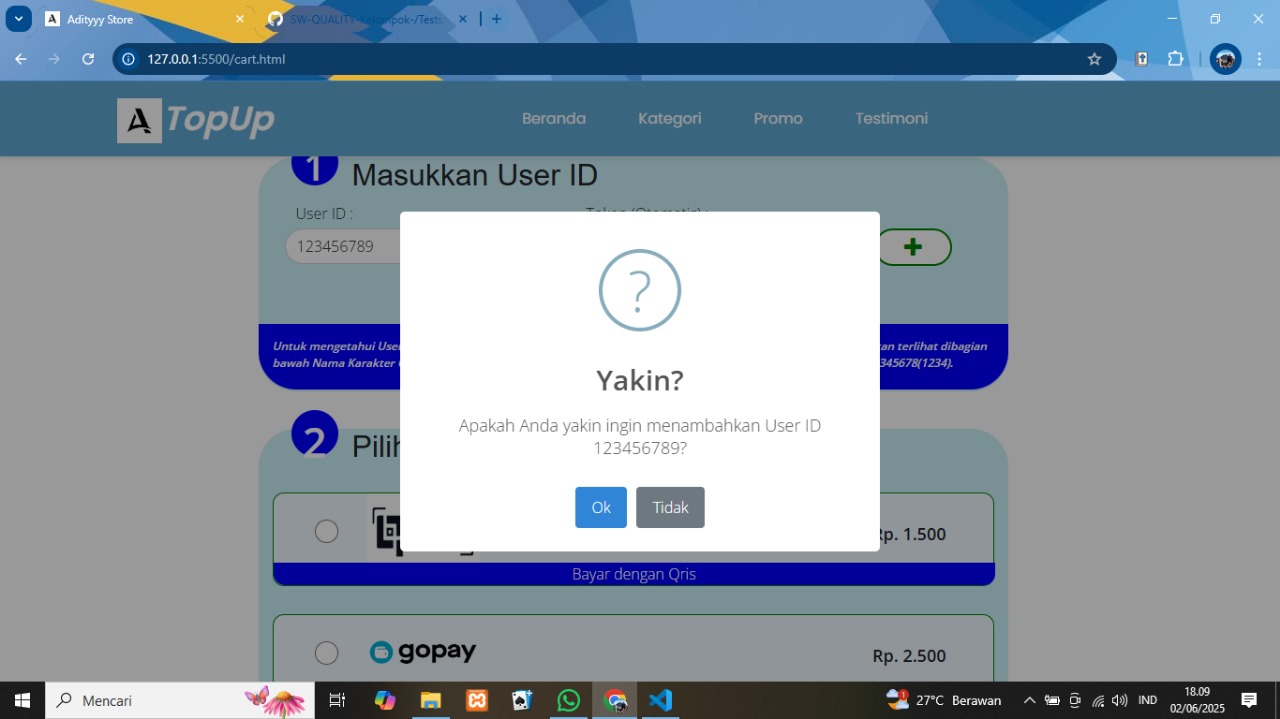 Adityyy Store
SW-QUALITY-Kelompok-/Tests
127.0.0.1:5500/cart.html
A TopUp
Beranda
Kategori
Promo
Testimoni
1
Masukkan User ID
User ID :
Token (Otomatis) :
123456789
Untuk mengetahui User
kan terlihat dibagian
bawah Nama Karakter
345678(1234).
?
Yakin?
Apakah Anda yakin ingin menambahkan User ID
123456789?
Ok
Tidak
2
Pilih
Rp. 1.500
Bayar dengan Qris
gopay
Rp. 2.500
Mencari
27°C Berawan
IND
18.09
02/06/2025